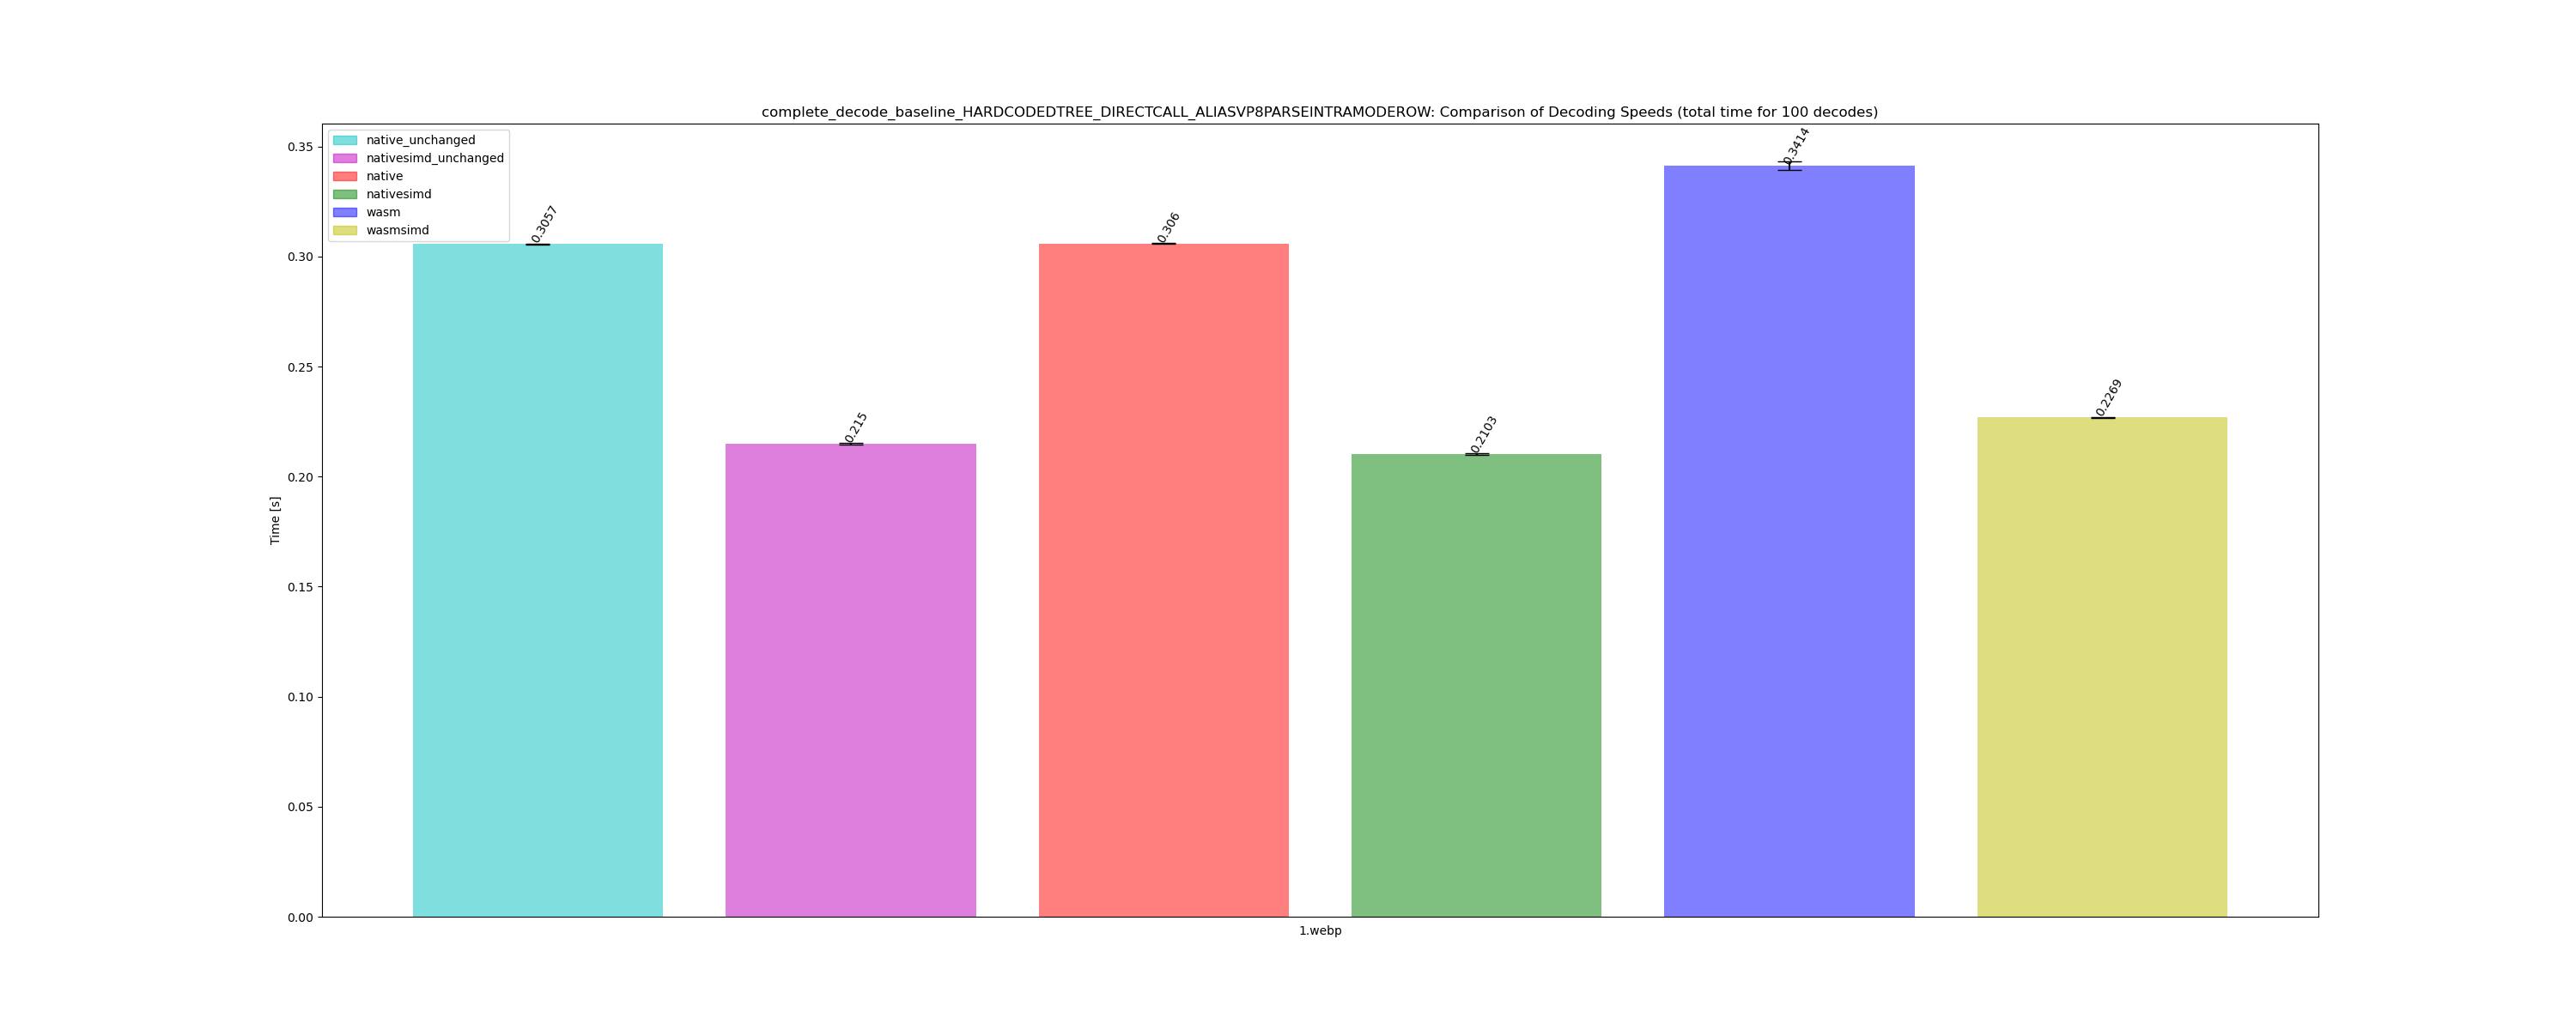 complete_decode_baseline_HARDCODEDTREE_DIRECTCALL_ALIASVP8PARSEINTRAMODEROW: Comparison of Decoding Speeds (total time for 100 decodes)
native_unchanged
nativesimd_unchanged
native
nativesimd
wasm
wasmsimd
0.3057
0.215
0.306
0.2103
0.3414
0.2269
0.35
0.30
0.25
0.20
0.15
0.10
0.05
0.00
Time [s]
1.webp